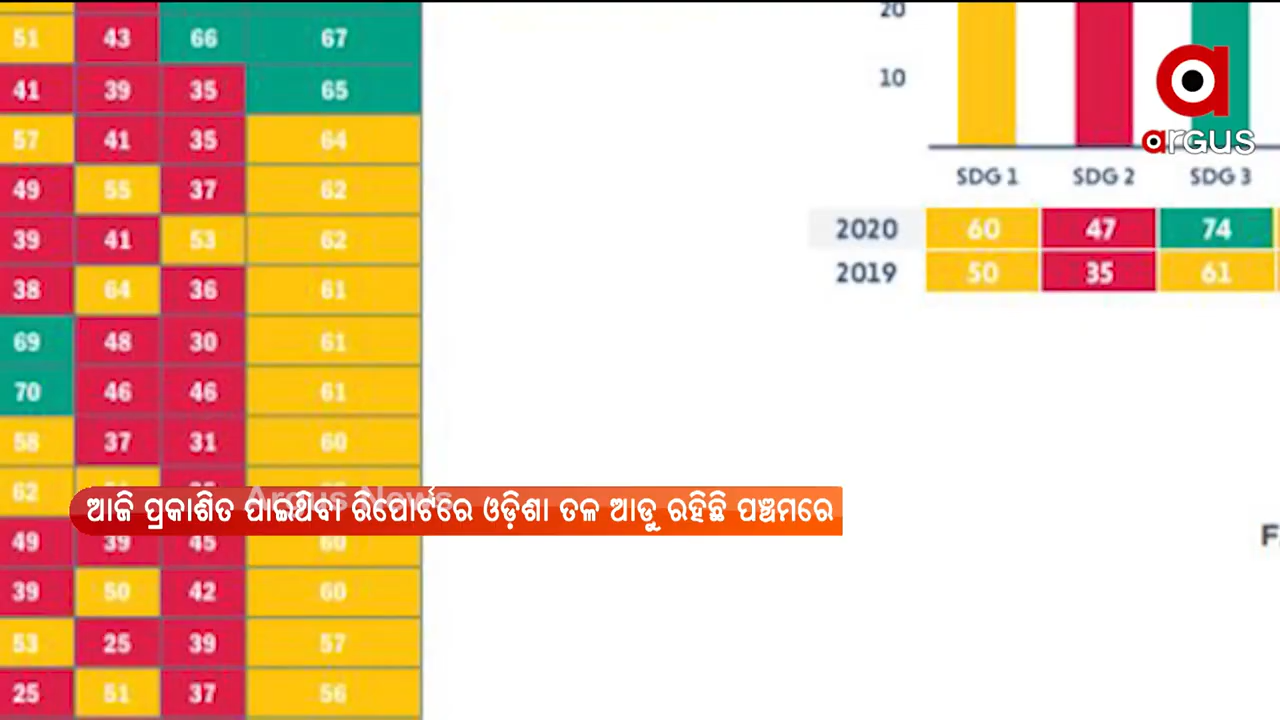 20
51 43 66 67
10
41 39 35 65
argus
57 41 35 64
SDG 1 SDG 2 SDG 3
49 55 37 62
2020 60 47 74
39 41 53 62
2019 50 35 61
38 64 36 61
69 48 30 61
70 46 46 61
58 37 31 60
62
Argus News
ଆଜି ପ୍ରକାଶିତ ପାଇଥିବା ରିପୋର୍ଟରେ ଓଡ଼ିଶା ତଳ ଆଡୁ ରହିଛି ପଞ୍ଚମରେ
49 39 45 60
39 50 42 60
53 25 39 57
25 51 37 56